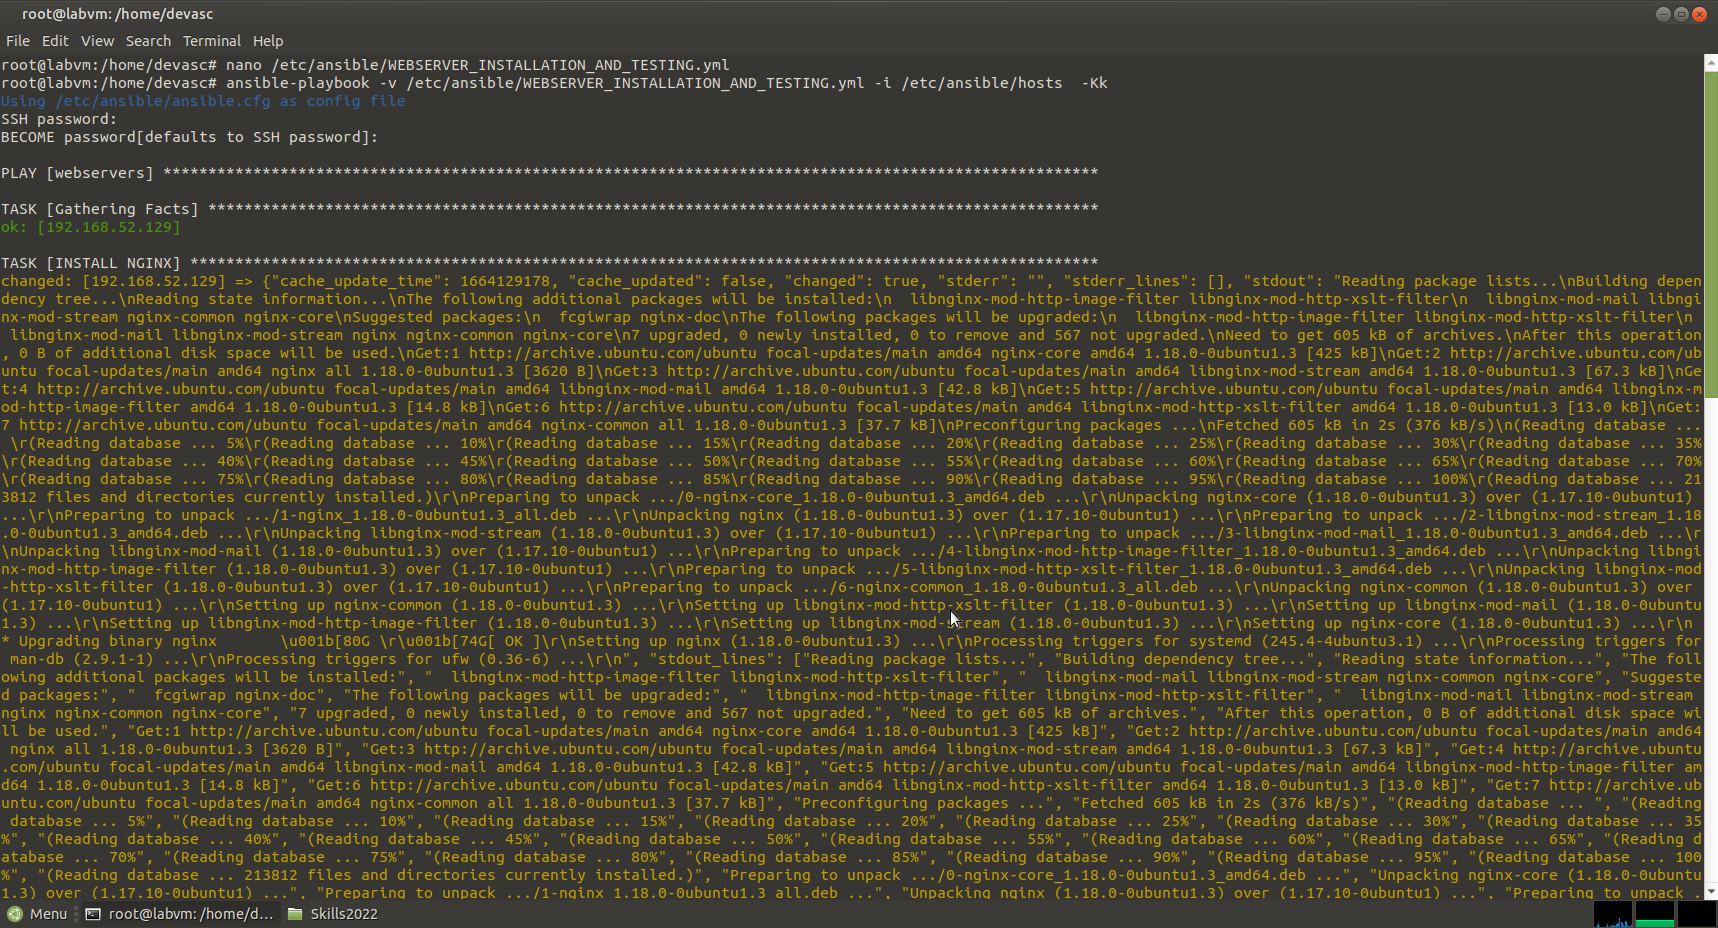 root@labvm: /home/devasc
File Edit View Search Terminal Help
root@labvm:/home/devasc# nano /etc/ansible/WEBSERVER_INSTALLATION_AND_TESTING.yml
root@labvm:/home/devasc# ansible-playbook -v /etc/ansible/WEBSERVER_INSTALLATION_AND_TESTING.yml -i /etc/ansible/hosts  -Kk
Using /etc/ansible/ansible.cfg as config file
SSH password:
BECOME password[defaults to SSH password]:
PLAY [webservers] ********************************************************************************************************
TASK [Gathering Facts] ***************************************************************************************************
ok: [192.168.52.129]
TASK [INSTALL NGINX] *****************************************************************************************************
changed: [192.168.52.129] => {"cache_update_time": 1664129178, "cache_updated": false, "changed": true, "stderr": "", "stderr_lines": [], "stdout": "Reading package lists...\nBuilding depen
dency tree...\nReading state information...\nThe following additional packages will be installed:\n  libnginx-mod-http-image-filter libnginx-mod-http-xslt-filter\n  libnginx-mod-mail libngi
nx-mod-stream nginx-common nginx-core\nSuggested packages:\n  fcgiwrap nginx-doc\nThe following packages will be upgraded:\n  libnginx-mod-http-image-filter libnginx-mod-http-xslt-filter\n
 libnginx-mod-mail libnginx-mod-stream nginx nginx-common nginx-core\n7 upgraded, 0 newly installed, 0 to remove and 567 not upgraded.\nNeed to get 605 kB of archives.\nAfter this operation
, 0 B of additional disk space will be used.\nGet:1 http://archive.ubuntu.com/ubuntu focal-updates/main amd64 nginx-core amd64 1.18.0-0ubuntu1.3 [425 kB]\nGet:2 http://archive.ubuntu.com/ub
untu focal-updates/main amd64 nginx all 1.18.0-0ubuntu1.3 [3620 B]\nGet:3 http://archive.ubuntu.com/ubuntu focal-updates/main amd64 libnginx-mod-stream amd64 1.18.0-0ubuntu1.3 [67.3 kB]\nGe
t:4 http://archive.ubuntu.com/ubuntu focal-updates/main amd64 libnginx-mod-mail amd64 1.18.0-0ubuntu1.3 [42.8 kB]\nGet:5 http://archive.ubuntu.com/ubuntu focal-updates/main amd64 libnginx-m
od-http-image-filter amd64 1.18.0-0ubuntu1.3 [14.8 kB]\nGet:6 http://archive.ubuntu.com/ubuntu focal-updates/main amd64 libnginx-mod-http-xslt-filter amd64 1.18.0-0ubuntu1.3 [13.0 kB]\nGet:
7 http://archive.ubuntu.com/ubuntu focal-updates/main amd64 nginx-common all 1.18.0-0ubuntu1.3 [37.7 kB]\nPreconfiguring packages ...\nFetched 605 kB in 2s (376 kB/s)\n(Reading database ...
 \r(Reading database ... 5%\r(Reading database ... 10%\r(Reading database ... 15%\r(Reading database ... 20%\r(Reading database ... 25%\r(Reading database ... 30%\r(Reading database ... 35%
\r(Reading database ... 40%\r(Reading database ... 45%\r(Reading database ... 50%\r(Reading database ... 55%\r(Reading database ... 60%\r(Reading database ... 65%\r(Reading database ... 70%
\r(Reading database ... 75%\r(Reading database ... 80%\r(Reading database ... 85%\r(Reading database ... 90%\r(Reading database ... 95%\r(Reading database ... 100%\r(Reading database ... 21
3812 files and directories currently installed.)\r\nPreparing to unpack .../0-nginx-core_1.18.0-0ubuntu1.3_amd64.deb ...\r\nUnpacking nginx-core (1.18.0-0ubuntu1.3) over (1.17.10-0ubuntu1)
...\r\nPreparing to unpack .../1-nginx_1.18.0-0ubuntu1.3_all.deb ...\r\nUnpacking nginx (1.18.0-0ubuntu1.3) over (1.17.10-0ubuntu1) ...\r\nPreparing to unpack .../2-libnginx-mod-stream_1.18
.0-0ubuntu1.3_amd64.deb ...\r\nUnpacking libnginx-mod-stream (1.18.0-0ubuntu1.3) over (1.17.10-0ubuntu1) ...\r\nPreparing to unpack .../3-libnginx-mod-mail_1.18.0-0ubuntu1.3_amd64.deb ...\r
\nUnpacking libnginx-mod-mail (1.18.0-0ubuntu1.3) over (1.17.10-0ubuntu1) ...\r\nPreparing to unpack .../4-libnginx-mod-http-image-filter_1.18.0-0ubuntu1.3_amd64.deb ...\r\nUnpacking libngi
nx-mod-http-image-filter (1.18.0-0ubuntu1.3) over (1.17.10-0ubuntu1) ...\r\nPreparing to unpack .../5-libnginx-mod-http-xslt-filter_1.18.0-0ubuntu1.3_amd64.deb ...\r\nUnpacking libnginx-mod
-http-xslt-filter (1.18.0-0ubuntu1.3) over (1.17.10-0ubuntu1) ...\r\nPreparing to unpack .../6-nginx-common_1.18.0-0ubuntu1.3_all.deb ...\r\nUnpacking nginx-common (1.18.0-0ubuntu1.3) over
(1.17.10-0ubuntu1) ...\r\nSetting up nginx-common (1.18.0-0ubuntu1.3) ...\r\nSetting up libnginx-mod-http-xslt-filter (1.18.0-0ubuntu1.3) ...\r\nSetting up libnginx-mod-mail (1.18.0-0ubuntu
1.3) ...\r\nSetting up libnginx-mod-http-image-filter (1.18.0-0ubuntu1.3) ...\r\nSetting up libnginx-mod-stream (1.18.0-0ubuntu1.3) ...\r\nSetting up nginx-core (1.18.0-0ubuntu1.3) ...\r\n
* Upgrading binary nginx       \u001b[80G \r\u001b[74G[ OK ]\r\nSetting up nginx (1.18.0-0ubuntu1.3) ...\r\nProcessing triggers for systemd (245.4-4ubuntu3.1) ...\r\nProcessing triggers for
 man-db (2.9.1-1) ...\r\nProcessing triggers for ufw (0.36-6) ...\r\n", "stdout_lines": ["Reading package lists...", "Building dependency tree...", "Reading state information...", "The foll
owing additional packages will be installed:", "  libnginx-mod-http-image-filter libnginx-mod-http-xslt-filter", "  libnginx-mod-mail libnginx-mod-stream nginx-common nginx-core", "Suggeste
d packages:", "  fcgiwrap nginx-doc", "The following packages will be upgraded:", "  libnginx-mod-http-image-filter libnginx-mod-http-xslt-filter", "  libnginx-mod-mail libnginx-mod-stream
nginx nginx-common nginx-core", "7 upgraded, 0 newly installed, 0 to remove and 567 not upgraded.", "Need to get 605 kB of archives.", "After this operation, 0 B of additional disk space wi
ll be used.", "Get:1 http://archive.ubuntu.com/ubuntu focal-updates/main amd64 nginx-core amd64 1.18.0-0ubuntu1.3 [425 kB]", "Get:2 http://archive.ubuntu.com/ubuntu focal-updates/main amd64
 nginx all 1.18.0-0ubuntu1.3 [3620 B]", "Get:3 http://archive.ubuntu.com/ubuntu focal-updates/main amd64 libnginx-mod-stream amd64 1.18.0-0ubuntu1.3 [67.3 kB]", "Get:4 http://archive.ubuntu
.com/ubuntu focal-updates/main amd64 libnginx-mod-mail amd64 1.18.0-0ubuntu1.3 [42.8 kB]", "Get:5 http://archive.ubuntu.com/ubuntu focal-updates/main amd64 libnginx-mod-http-image-filter am
d64 1.18.0-0ubuntu1.3 [14.8 kB]", "Get:6 http://archive.ubuntu.com/ubuntu focal-updates/main amd64 libnginx-mod-http-xslt-filter amd64 1.18.0-0ubuntu1.3 [13.0 kB]", "Get:7 http://archive.ub
untu.com/ubuntu focal-updates/main amd64 nginx-common all 1.18.0-0ubuntu1.3 [37.7 kB]", "Preconfiguring packages ...", "Fetched 605 kB in 2s (376 kB/s)", "(Reading database ... ", "(Reading
 database ... 5%", "(Reading database ... 10%", "(Reading database ... 15%", "(Reading database ... 20%", "(Reading database ... 25%", "(Reading database ... 30%", "(Reading database ... 35
%", "(Reading database ... 40%", "(Reading database ... 45%", "(Reading database ... 50%", "(Reading database ... 55%", "(Reading database ... 60%", "(Reading database ... 65%", "(Reading d
atabase ... 70%", "(Reading database ... 75%", "(Reading database ... 80%", "(Reading database ... 85%", "(Reading database ... 90%", "(Reading database ... 95%", "(Reading database ... 100
%", "(Reading database ... 213812 files and directories currently installed.)", "Preparing to unpack .../0-nginx-core_1.18.0-0ubuntu1.3_amd64.deb ...", "Unpacking nginx-core (1.18.0-0ubuntu
1.3) over (1.17.10-0ubuntu1) ...", "Preparing to unpack .../1-nginx_1.18.0-0ubuntu1.3_all.deb ...", "Unpacking nginx (1.18.0-0ubuntu1.3) over (1.17.10-0ubuntu1) ...", "Preparing to unpack .
Menu root@labvm: /home/d... Skills2022